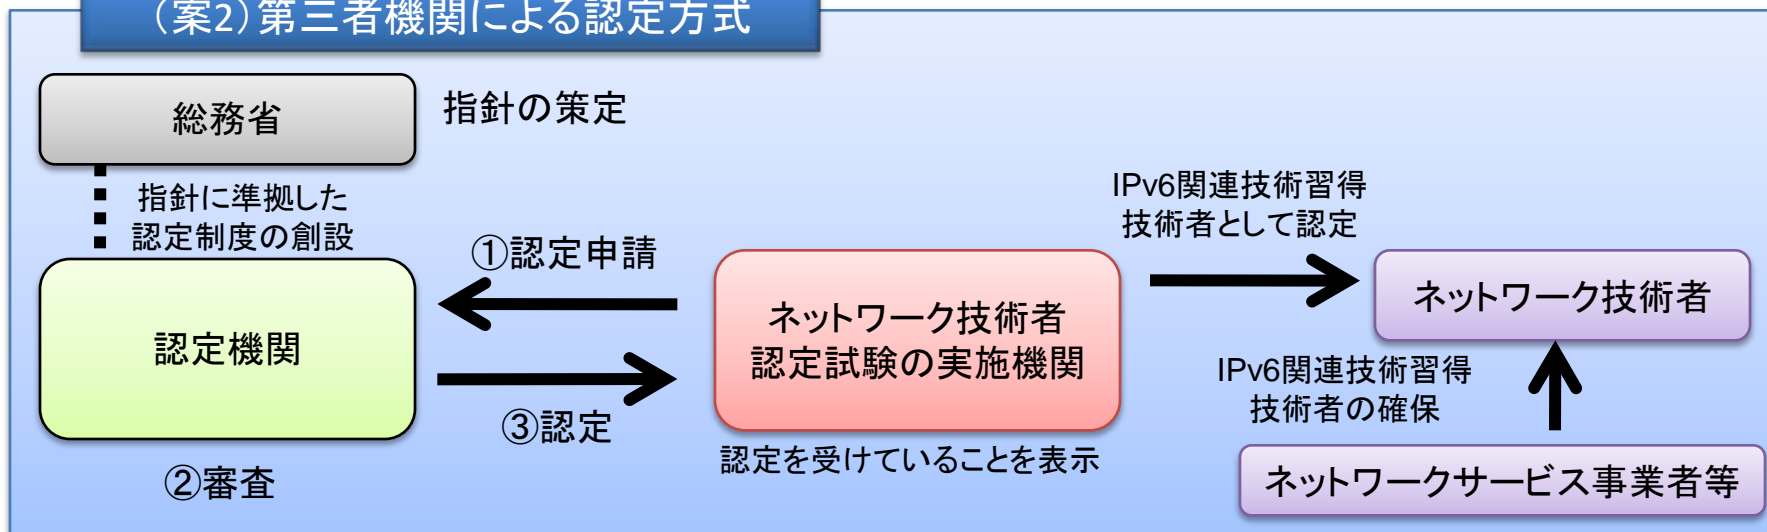 （案2）第三者機関による認定方式
総務省
指針の策定
指針に準拠した
認定制度の創設
認定機関
②審査
①認定申請
③認定
ネットワーク技術者
認定試験の実施機関
認定を受けていることを表示
IPv6関連技術習得
技術者として認定
ネットワーク技術者
IPv6関連技術習得
技術者の確保
ネットワークサービス事業者等